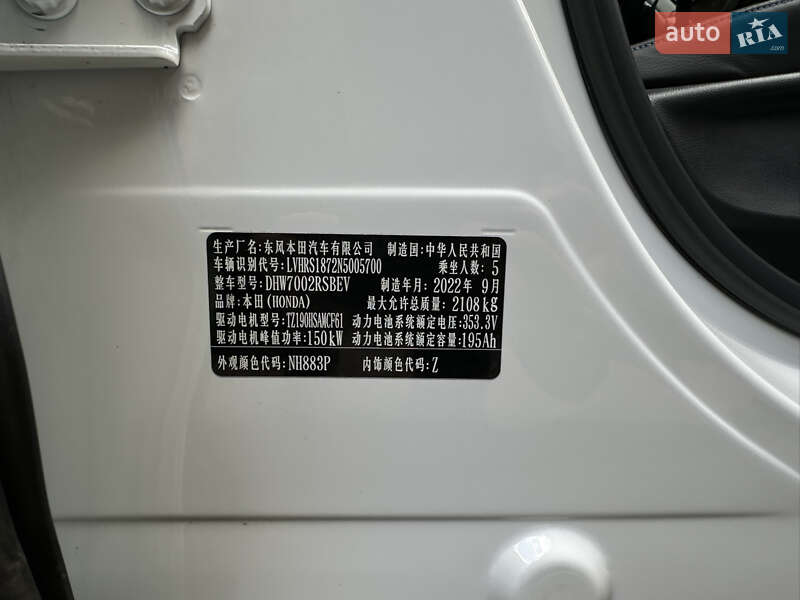 auto RIA.com
生产厂名:东风本田汽车有限公司 制造国:中华人民共和国
车辆识别代号:LVHRS1872N5005700 乘坐人数:5
整车型号:DHW7002RSBEV 制造年月:2022年9月
品牌:本田(HONDA) 最大允许总质量:2108kg
驱动电机型号:TZ190HSAMCF61 动力电池系统额定电压:353.3V
驱动电机峰值功率:150kW 动力电池系统额定容量:195Ah
外观颜色代码:NH883P 内饰颜色代码:Z